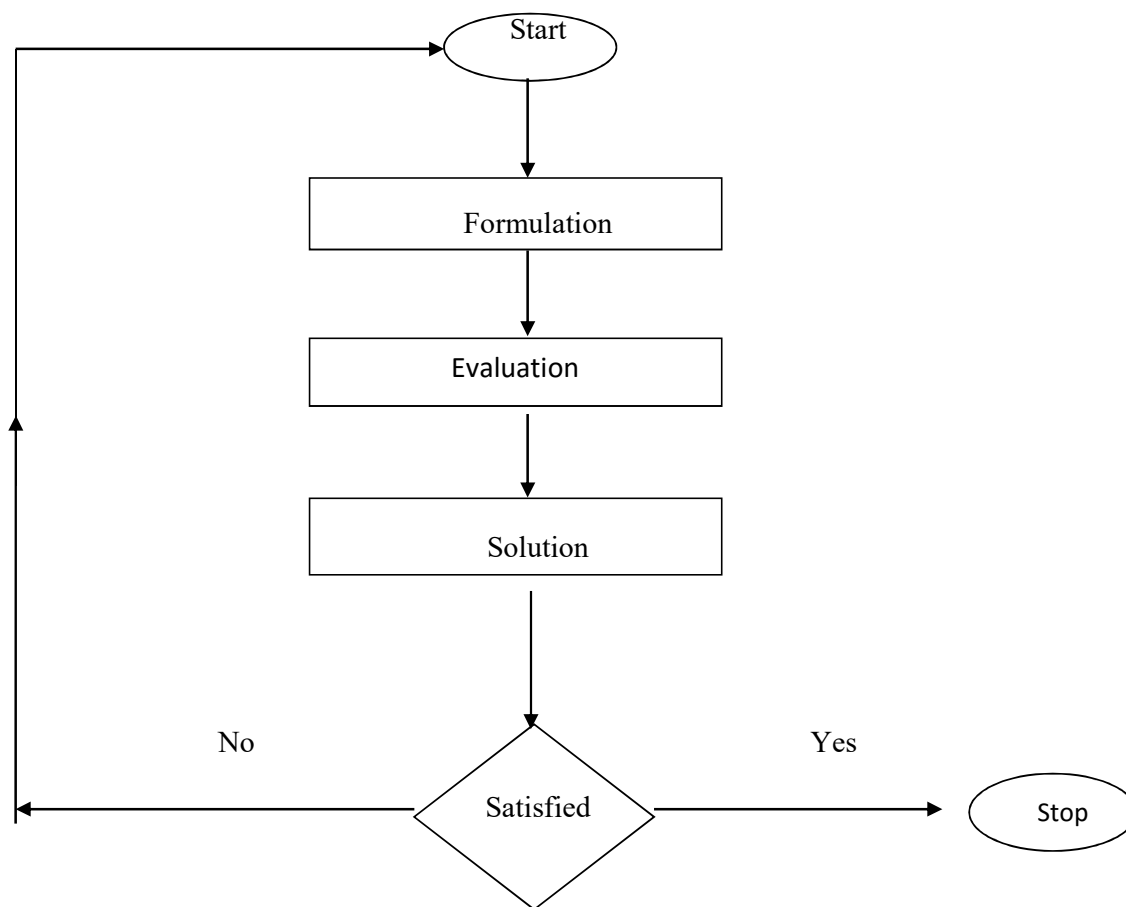 Start
Formulation
Evaluation
Solution
No
Yes
Satisfied
Stop